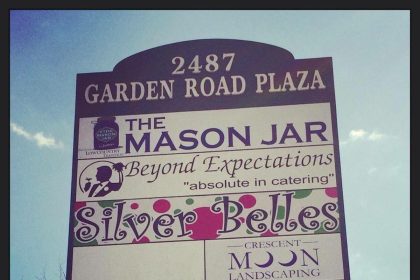 2487
GARDEN ROAD PLAZA
THE
MASON JAR
Beyond Expectations
"absolute in catering"
Silver Belles
CRESCENT
MOON
LANDSCAPING